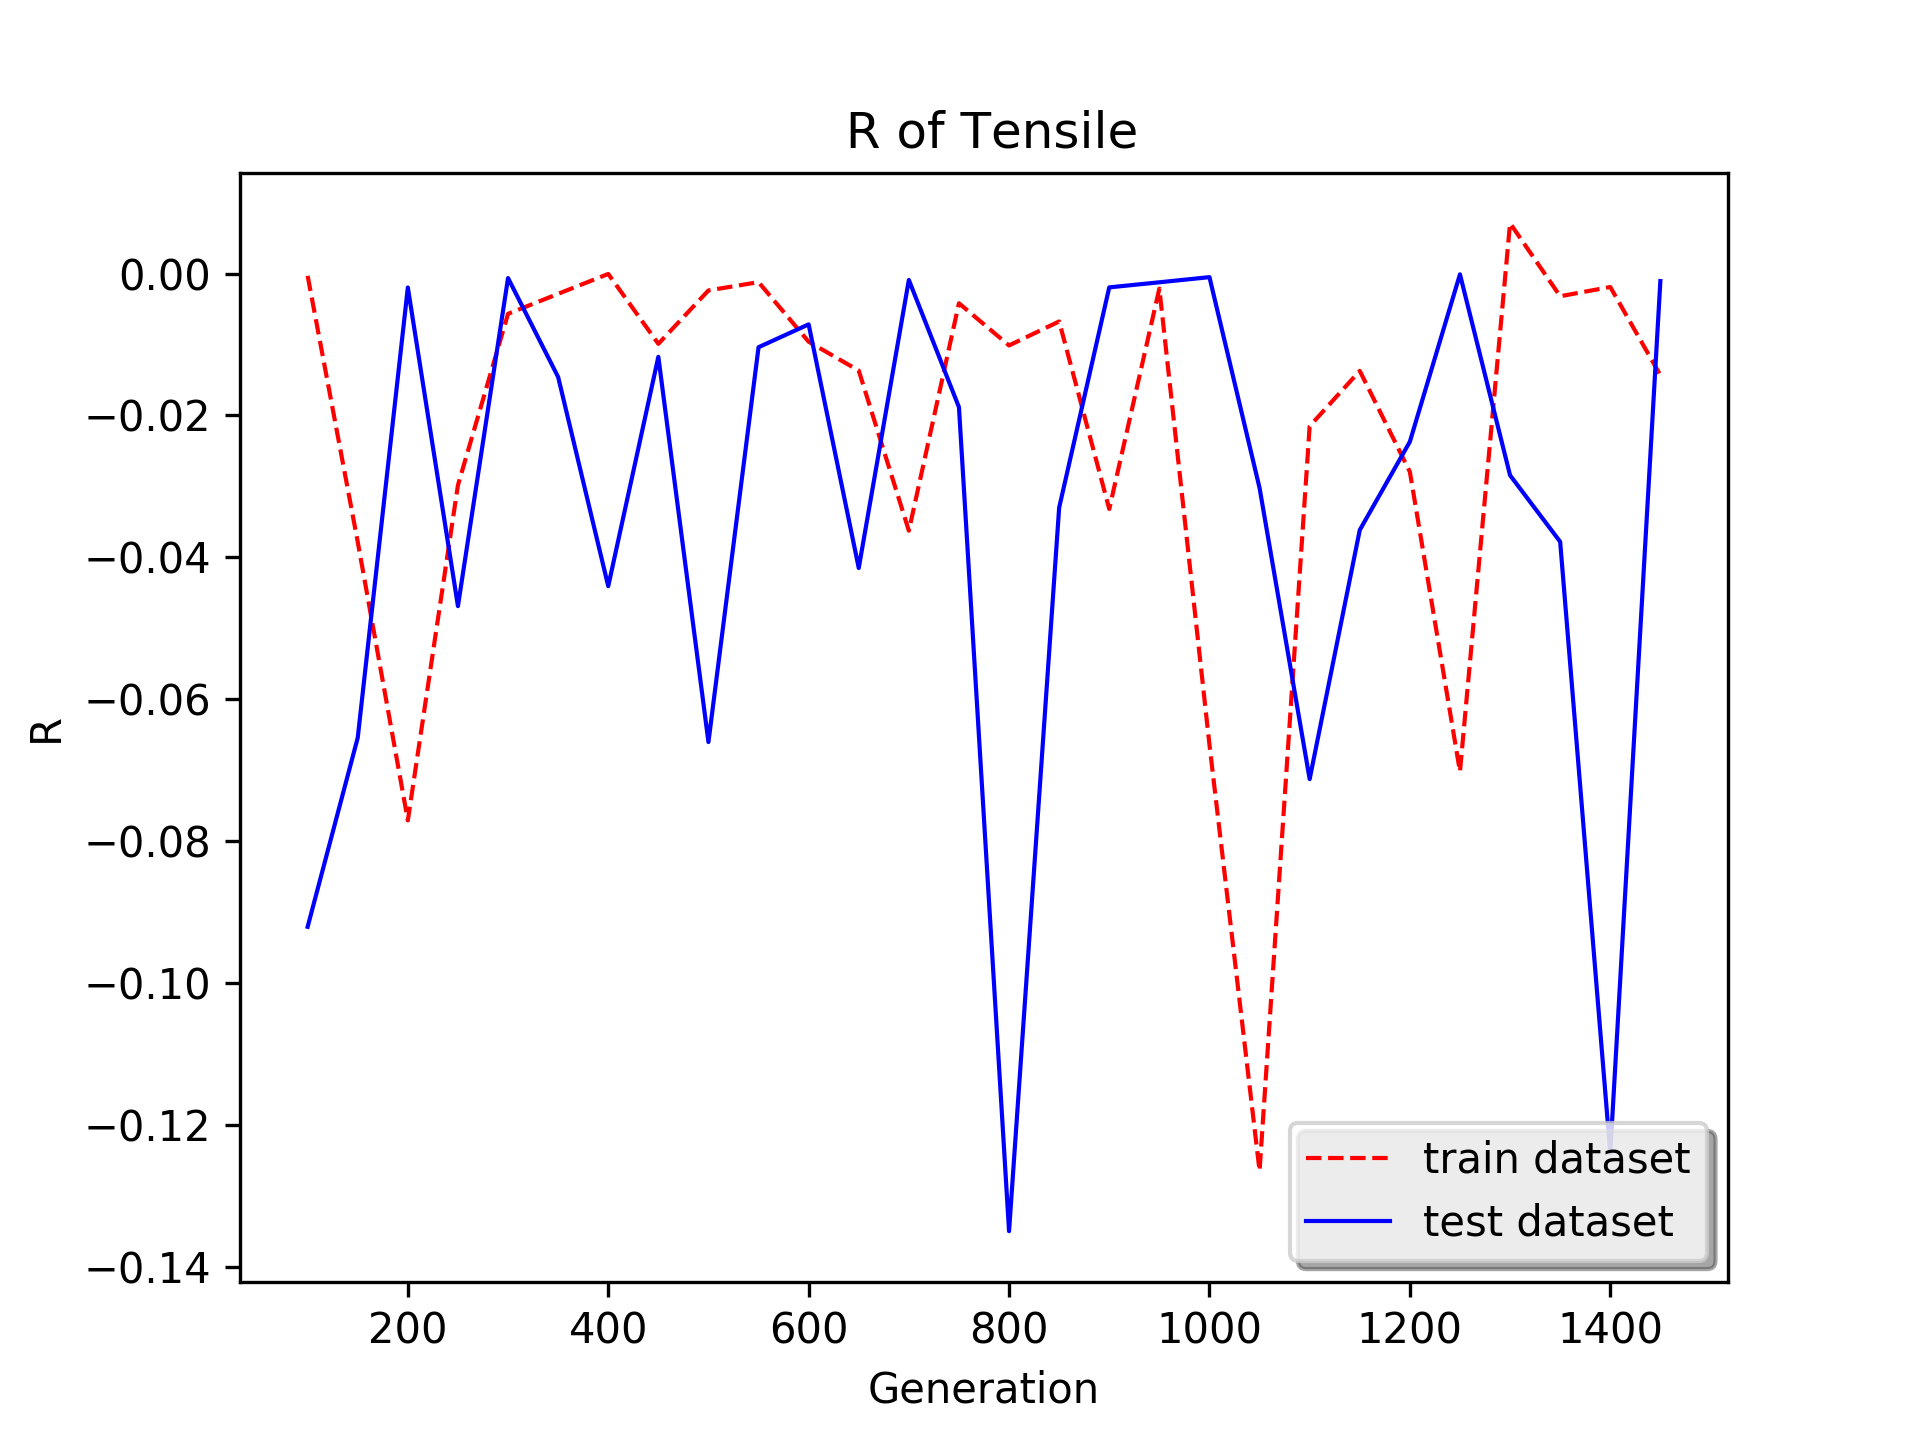 R of Tensile
R
0.00
−0.02
−0.04
−0.06
−0.08
−0.10
−0.12
−0.14
train dataset
test dataset
200 400 600 800 1000 1200 1400
Generation